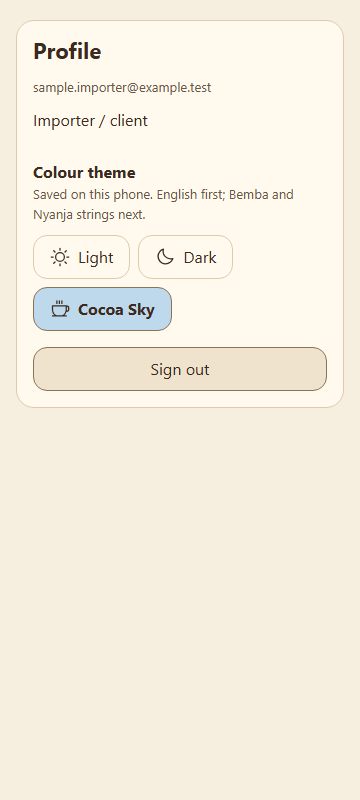 Profile
sample.importer@example.test
Importer / client
Colour theme
Saved on this phone. English first; Bemba and
Nyanja strings next.
Light
Dark
Cocoa Sky
Sign out